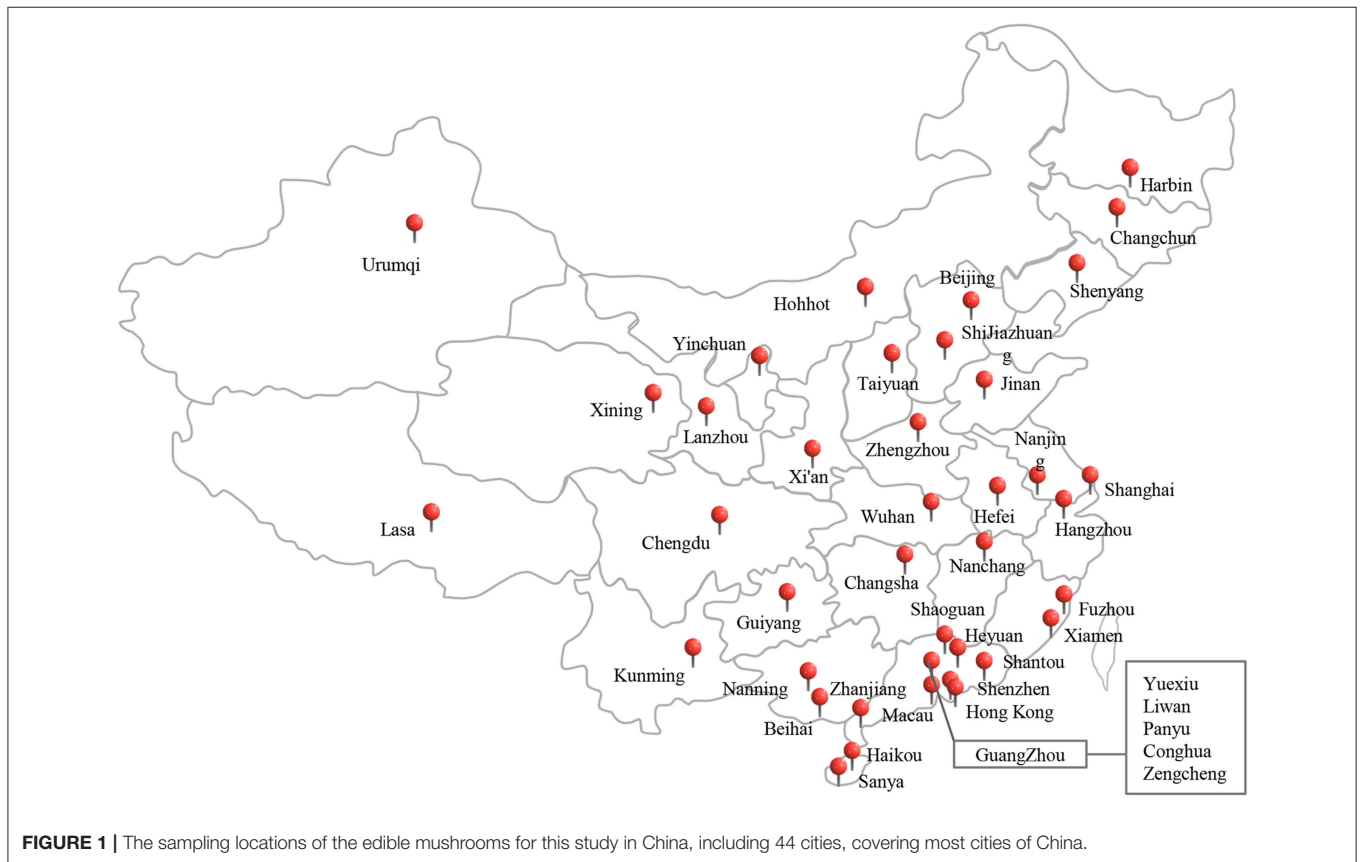 Harbin
Changchun
Urumqi
Shenyang
Beijing
Hohhot
ShiJiazhuan
g
Yinchuan
Taiyuan
Jinan
Xining
Lanzhou
Zhengzhou
Nanjin
g
Xi'an
Shanghai
Lasa
Wuhan
Hefei
Hangzhou
Chengdu
Nanchang
Changsha
Shaoguan
Fuzhou
Guiyang
Heyuan
Xiamen
Kunming
Shantou
Nanning
Zhanjiang
Shenzhen
Beihai
Macau
Hong Kong
Haikou
Sanya
GuangZhou
Yuexiu
Liwan
Panyu
Conghua
Zengcheng
FIGURE 1 | The sampling locations of the edible mushrooms for this study in China, including 44 cities, covering most cities of China.